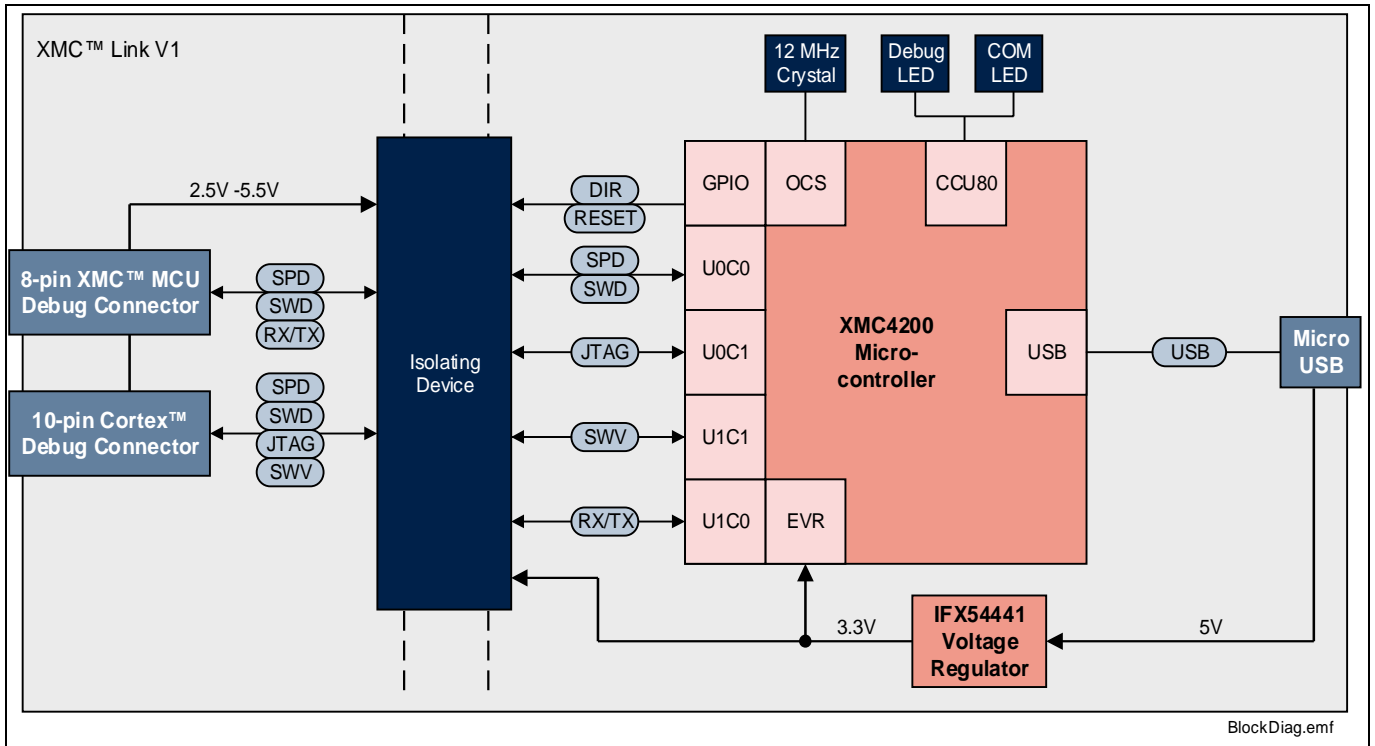 XMC™ Link V1
12 MHz
Crystal
Debug
LED
COM
LED
2.5V -5.5V
8-pin XMC™ MCU
Debug Connector
SPD
SWD
RX/TX
10-pin Cortex™
Debug Connector
SPD
SWD
JTAG
SWV
Isolating
Device
DIR
RESET
SPD
SWD
JTAG
SWV
RX/TX
GPIO
OCS
CCU80
U0C0
U0C1
U1C1
U1C0
EVR
XMC4200
Micro-
controller
USB
USB
Micro
USB
3.3V
IFX54441
Voltage
Regulator
5V
BlockDiag.emf